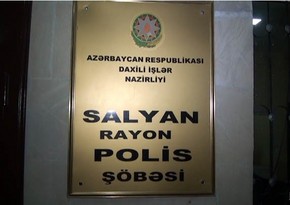 AZƏRBAYCAN RESPUBLİKASI
DAXİLİ İŞLƏR
NAZİRLİYİ
SALYAN
RAYON
POLİS
ŞÖBƏSİ